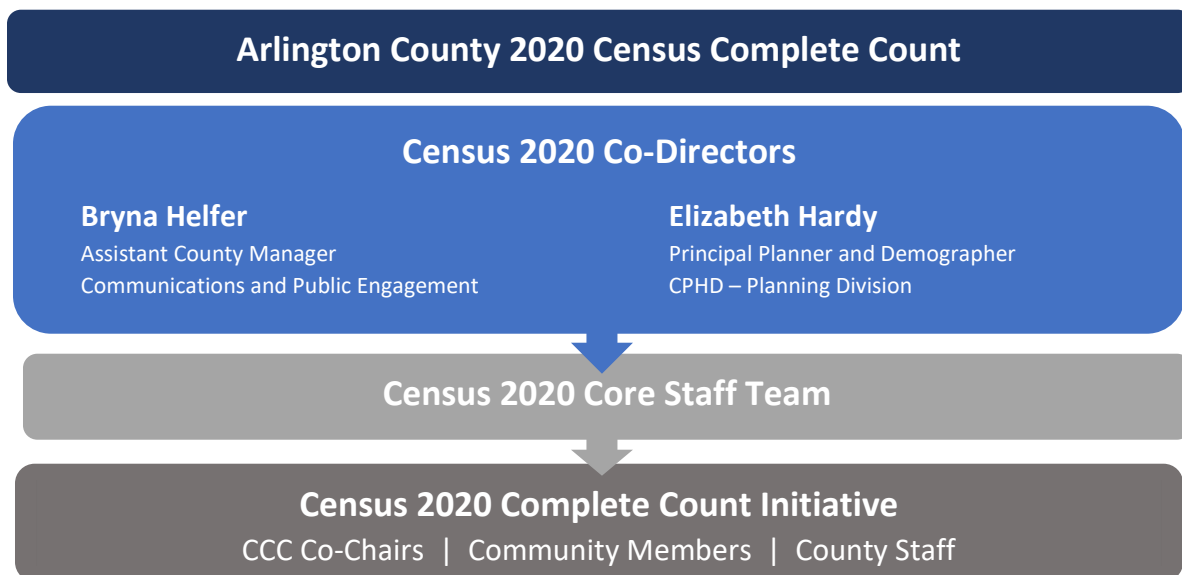 Arlington County 2020 Census Complete Count
Census 2020 Co-Directors
Bryna Helfer
Assistant County Manager
Communications and Public Engagement
Elizabeth Hardy
Principal Planner and Demographer
CPHD – Planning Division
Census 2020 Core Staff Team
Census 2020 Complete Count Initiative
CCC Co-Chairs | Community Members | County Staff